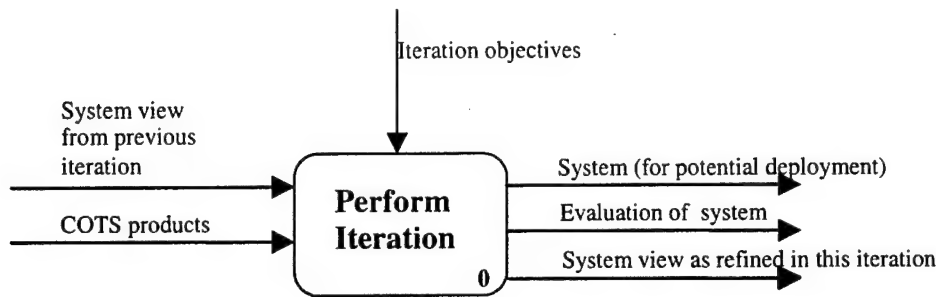 Iteration objectives
System view
from previous
iteration
COTS products
Perform
Iteration
0
System (for potential deployment)
Evaluation of system
System view as refined in this iteration